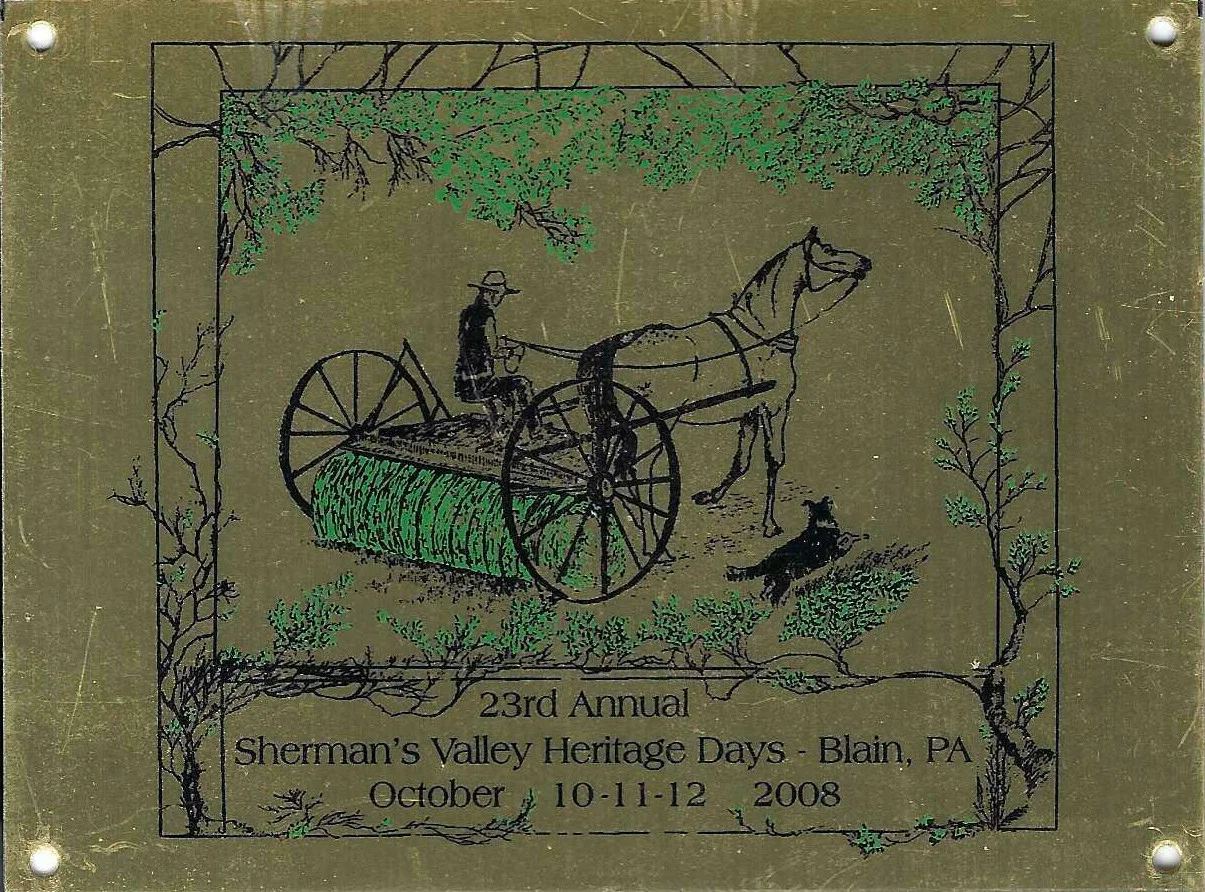 23rd Annual
Sherman's Valley Heritage Days - Blain, PA
October 10-11-12 2008